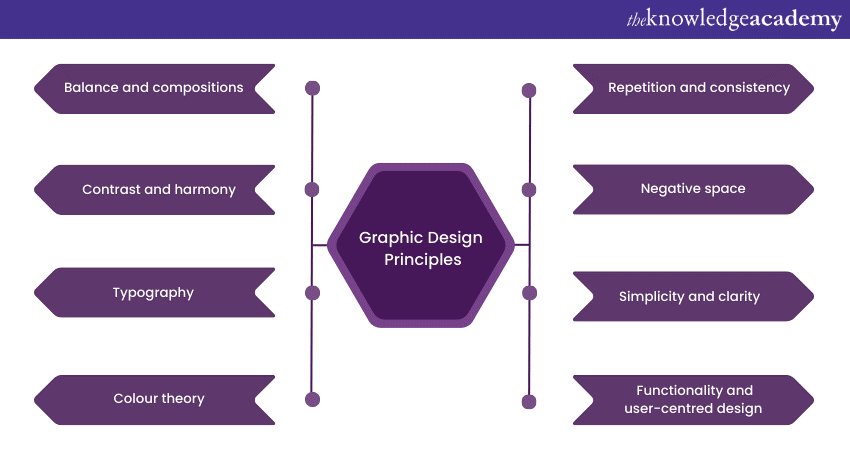 theknowledgeacademy
Balance and compositions
Contrast and harmony
Typography
Colour theory
Graphic Design
Principles
Repetition and consistency
Negative space
Simplicity and clarity
Functionality and
user-centred design